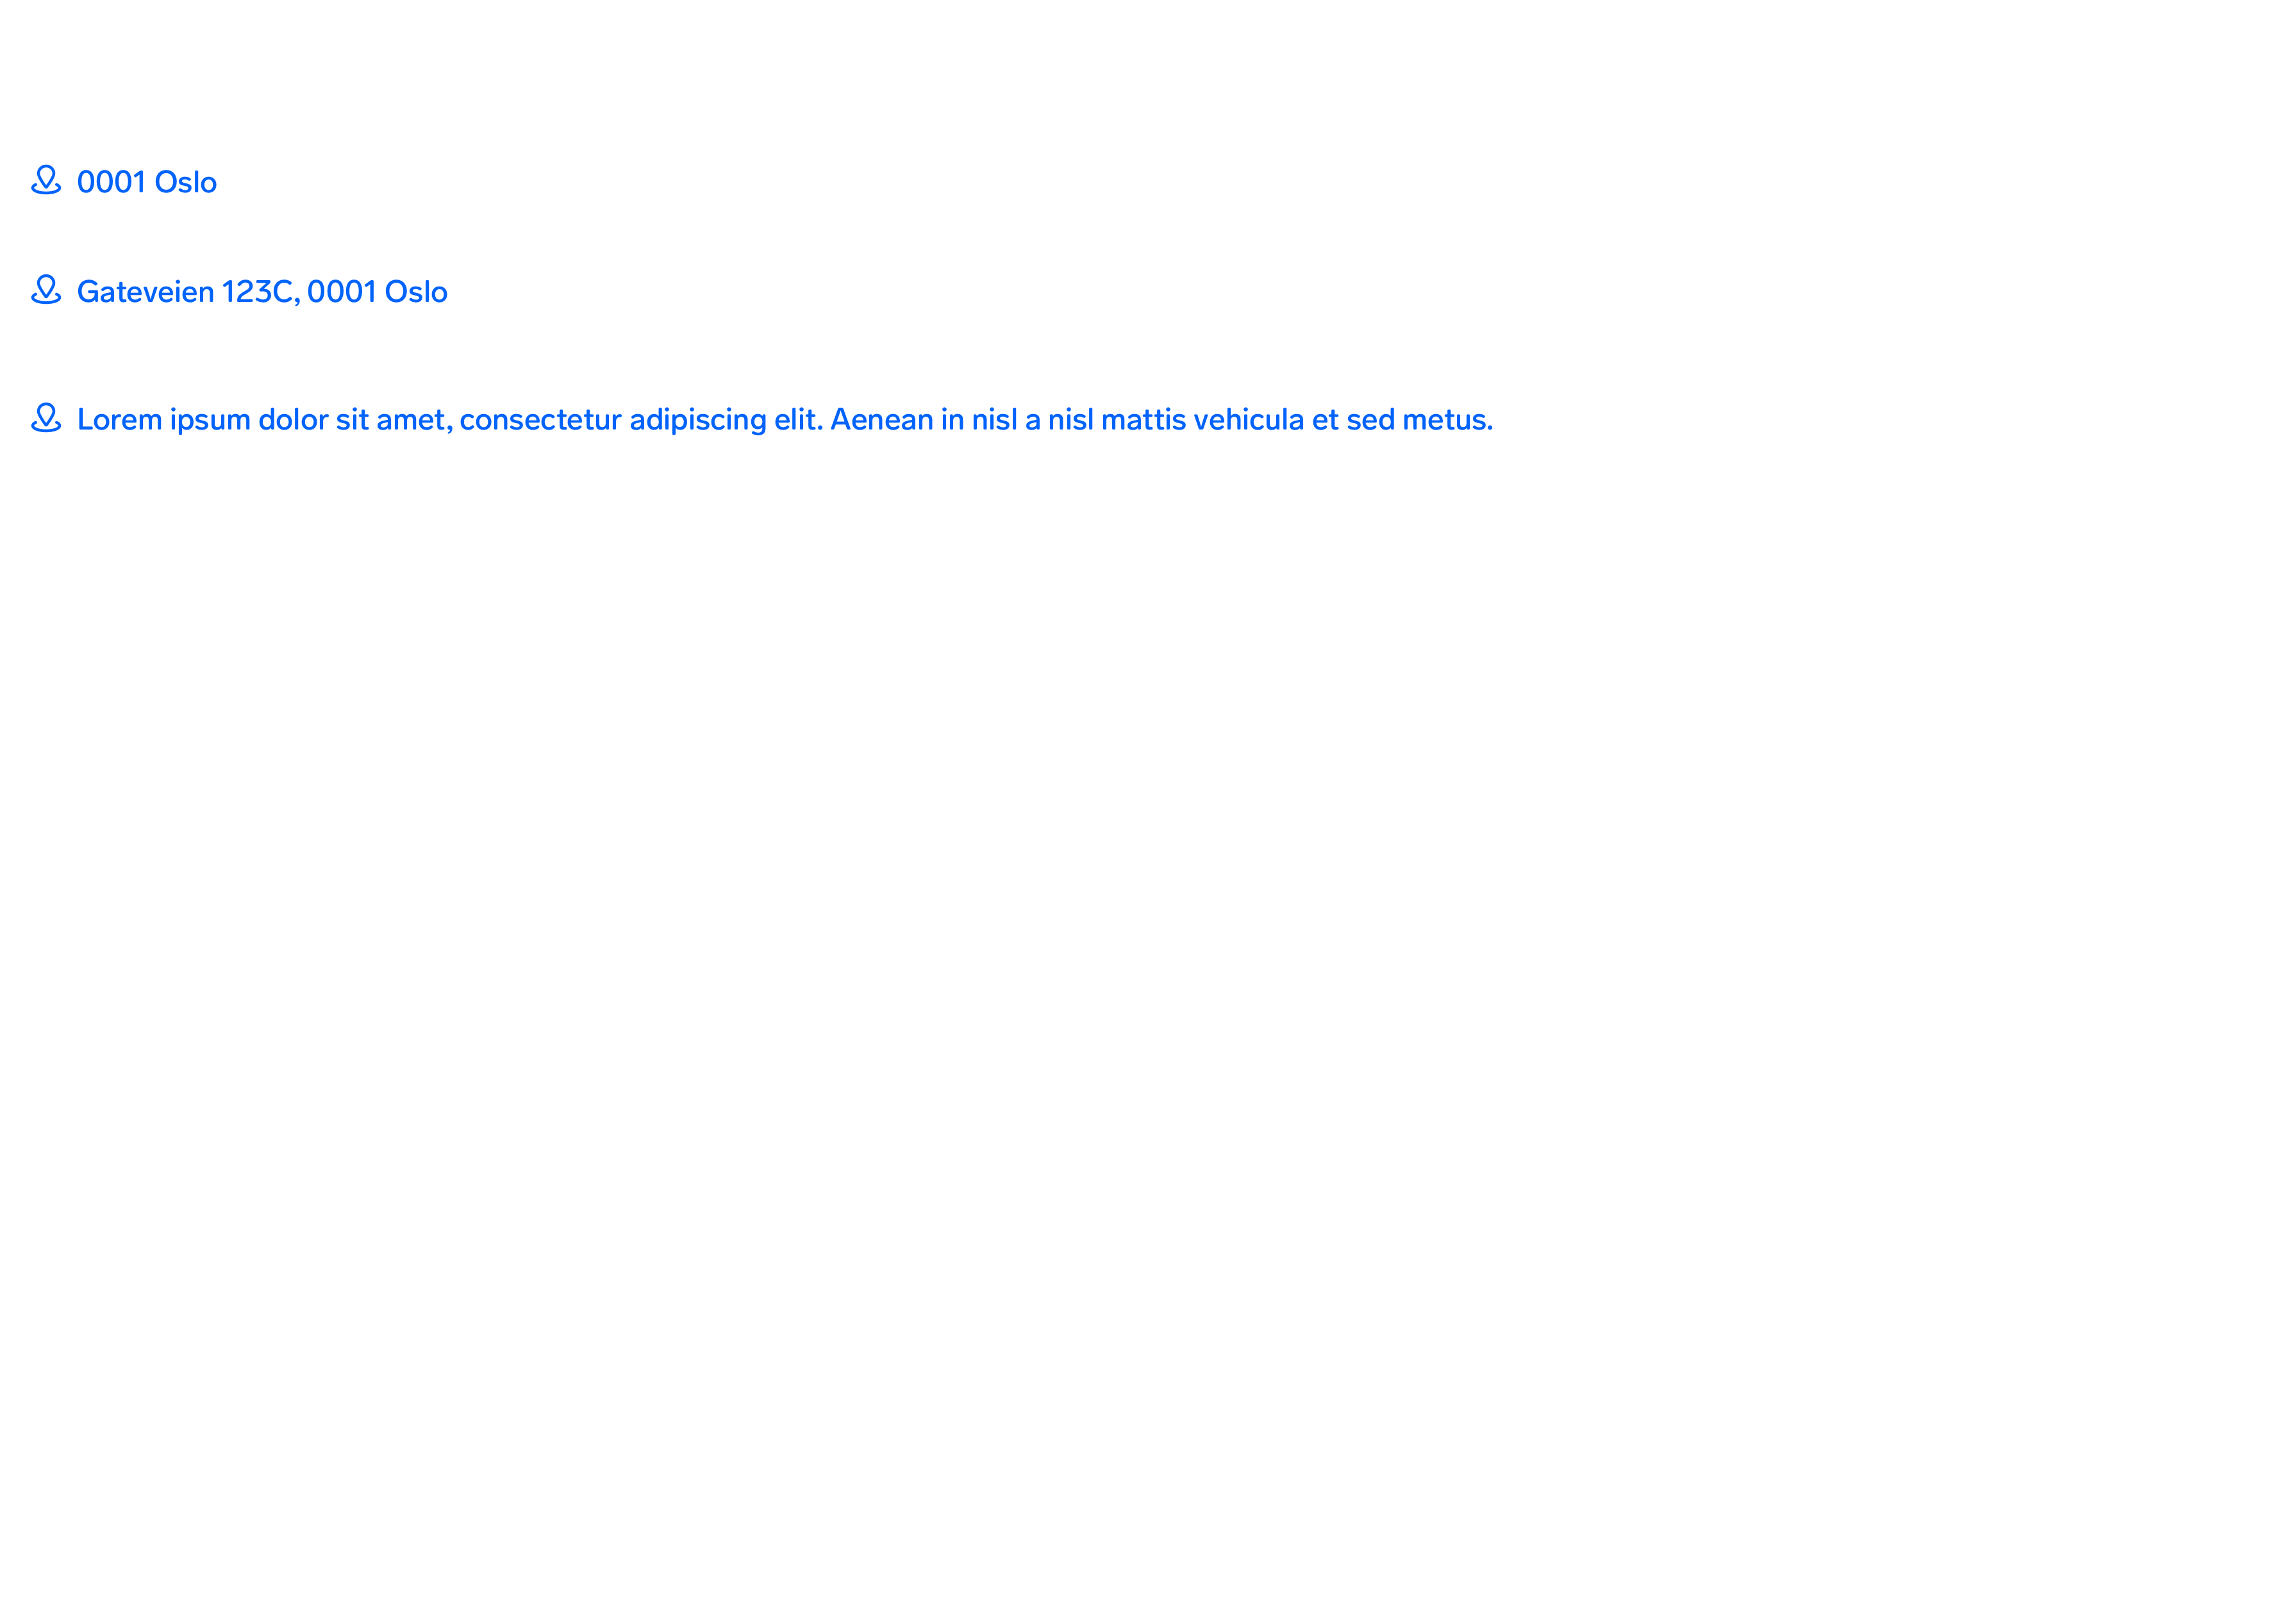 0001 Oslo
Gateveien 123C, 0001 Oslo
Lorem ipsum dolor sit amet, consectetur adipiscing elit. Aenean in nisl a nisl mattis vehicula et sed metus.